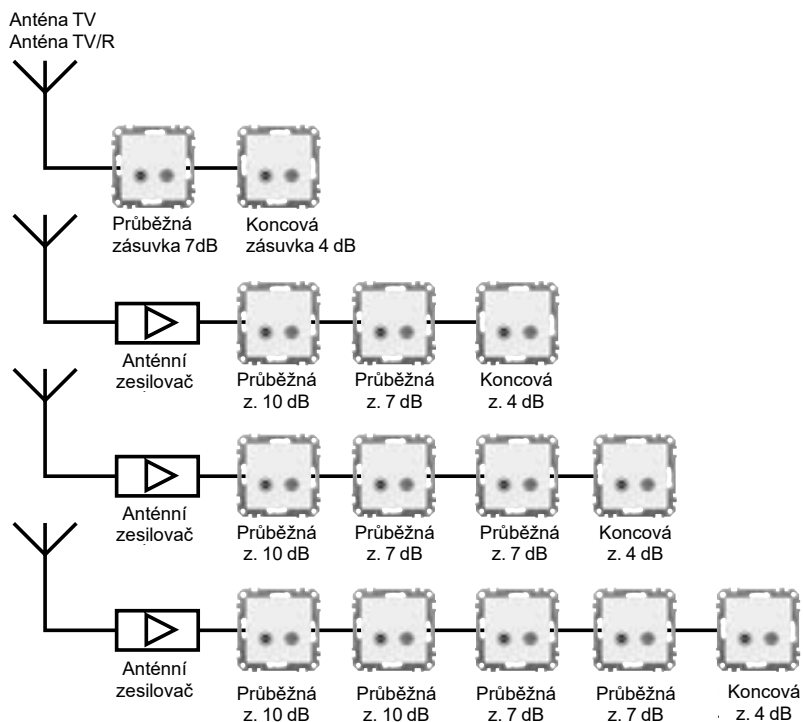 Anténa TV
Anténa TV/R
Průběžná
zásuvka 7dB
Koncová
zásuvka 4 dB
Anténní
zesilovač
Průběžná
z. 10 dB
Průběžná
z. 7 dB
Koncová
z. 4 dB
Anténní
zesilovač
Průběžná
z. 10 dB
Průběžná
z. 7 dB
Průběžná
z. 7 dB
Koncová
z. 4 dB
Anténní
zesilovač
Průběžná
z. 10 dB
Průběžná
z. 10 dB
Průběžná
z. 7 dB
Průběžná
z. 7 dB
Koncová
z. 4 dB